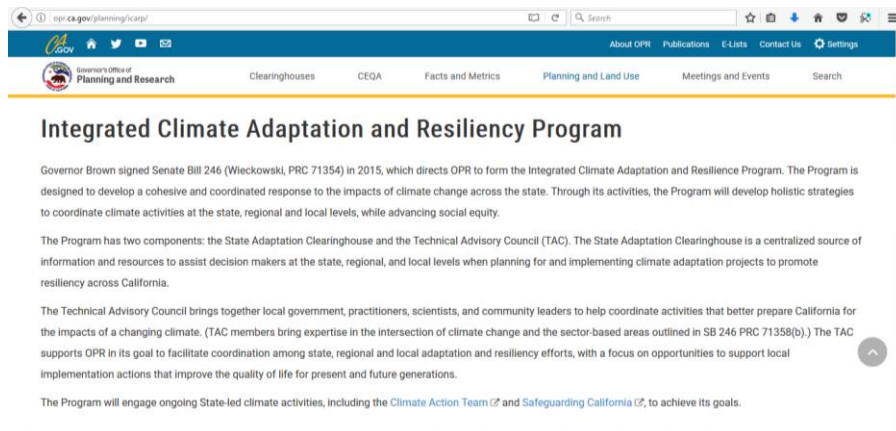 opr.ca.gov/planning/icarp/
Search
CA.gov
About OPR Publications E-Lists Contact Us Settings
Governor's Office of
Planning and Research
Clearinghouses CEQA Facts and Metrics Planning and Land Use Meetings and Events Search
Integrated Climate Adaptation and Resiliency Program
Governor Brown signed Senate Bill 246 (Wieckowski, PRC 71354) in 2015, which directs OPR to form the Integrated Climate Adaptation and Resilience Program. The Program is
designed to develop a cohesive and coordinated response to the impacts of climate change across the state. Through its activities, the Program will develop holistic strategies
to coordinate climate activities at the state, regional and local levels, while advancing social equity.
The Program has two components: the State Adaptation Clearinghouse and the Technical Advisory Council (TAC). The State Adaptation Clearinghouse is a centralized source of
information and resources to assist decision makers at the state, regional, and local levels when planning for and implementing climate adaptation projects to promote
resiliency across California.
The Technical Advisory Council brings together local government, practitioners, scientists, and community leaders to help coordinate activities that better prepare California for
the impacts of a changing climate. (TAC members bring expertise in the intersection of climate change and the sector-based areas outlined in SB 246 PRC 71358(b).) The TAC
supports OPR in its goal to facilitate coordination among state, regional and local adaptation and resiliency efforts, with a focus on opportunities to support local
implementation actions that improve the quality of life for present and future generations.
The Program will engage ongoing State-led climate activities, including the Climate Action Team and Safeguarding California, to achieve its goals.